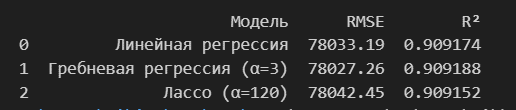 Модель RMSE R²
0 Линейная регрессия 78033.19 0.909174
1 Гребневая регрессия (α=3) 78027.26 0.909188
2 Лассо (α=120) 78042.45 0.909152